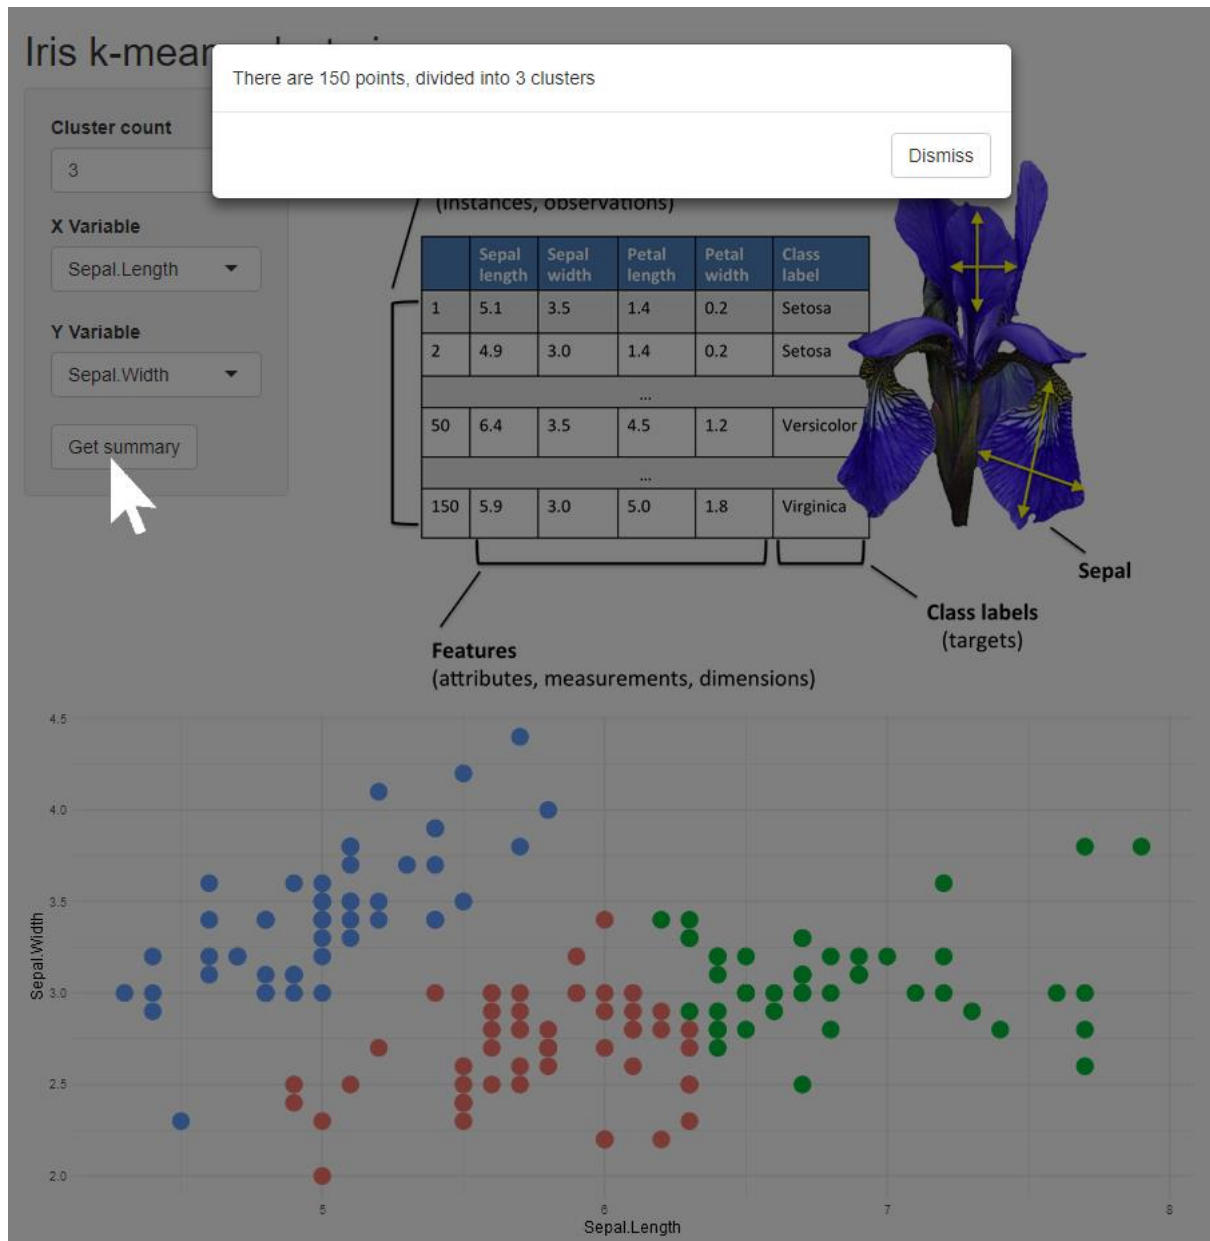 Iris k-mean
There are 150 points, divided into 3 clusters
Dismiss
Cluster count
3
X Variable
Sepal.Length
Y Variable
Sepal.Width
Get summary
(instances, observations)
Sepal length Sepal width Petal length Petal width Class label
1 5.1 3.5 1.4 0.2 Setosa
2 4.9 3.0 1.4 0.2 Setosa
...
50 6.4 3.5 4.5 1.2 Versicolor
...
150 5.9 3.0 5.0 1.8 Virginica
Sepal
Class labels
(targets)
Features
(attributes, measurements, dimensions)
4.5
4.0
3.5
3.0
2.5
2.0
Sepal.Width
5 6 7 8
Sepal.Length